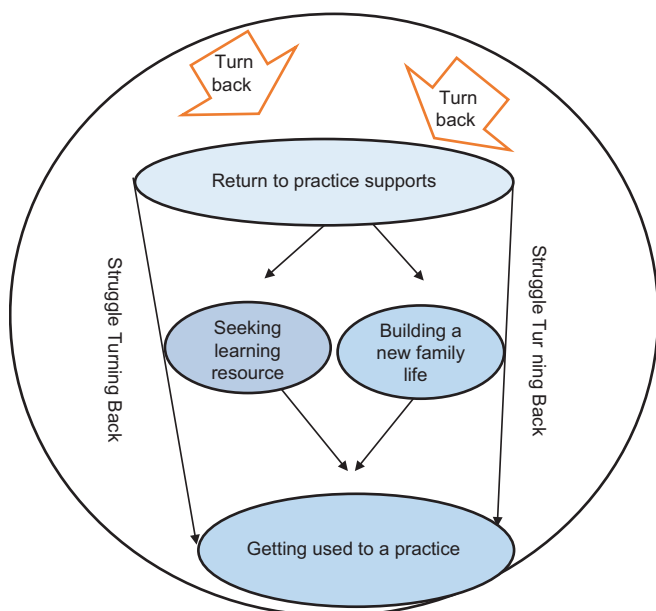 Turn
back
Turn
back
Return to practice supports
Struggle Turning Back
Struggle Tur ning Back
Seeking
learning
resource
Building a
new family
life
Getting used to a practice